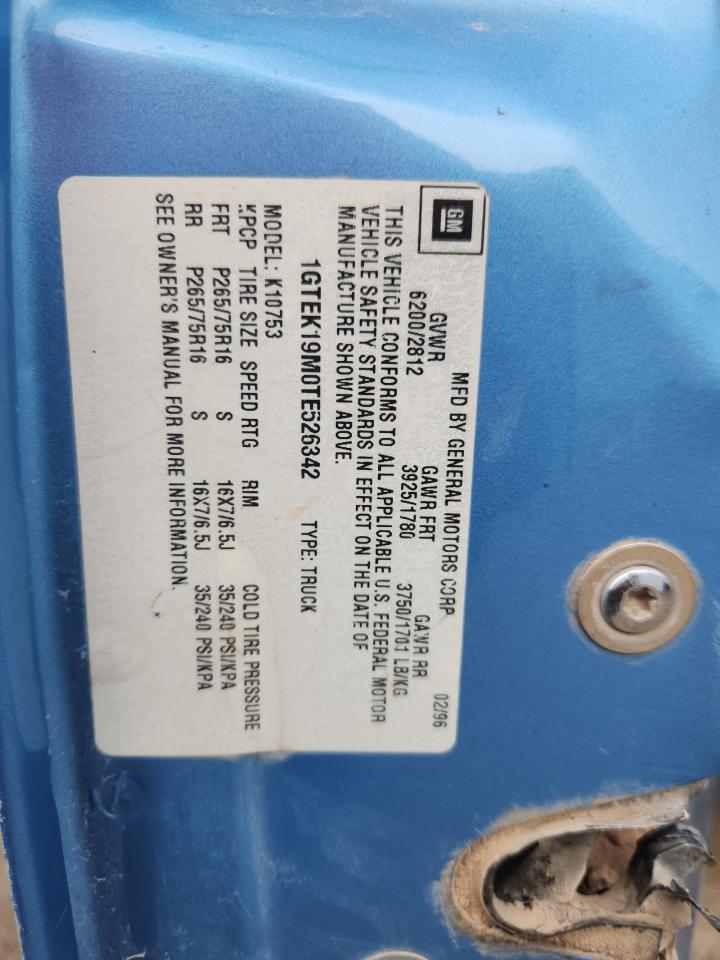 GM
MFD BY GENERAL MOTORS CORP 02/96
GVWR GAWR FRT GAWR RR
6200/2812 3925/1780 3750/1701 LB/KG
THIS VEHICLE CONFORMS TO ALL APPLICABLE U.S. FEDERAL MOTOR
VEHICLE SAFETY STANDARDS IN EFFECT ON THE DATE OF
MANUFACTURE SHOWN ABOVE.
1GTEK19M0TE526342 TYPE: TRUCK
MODEL: K10753
KPCP TIRE SIZE SPEED RTG RIM COLD TIRE PRESSURE
FRT P265/75R16 S 16X7/6.5J 35/240 PSI/KPA
RR P265/75R16 S 16X7/6.5J 35/240 PSI/KPA
SEE OWNER'S MANUAL FOR MORE INFORMATION.